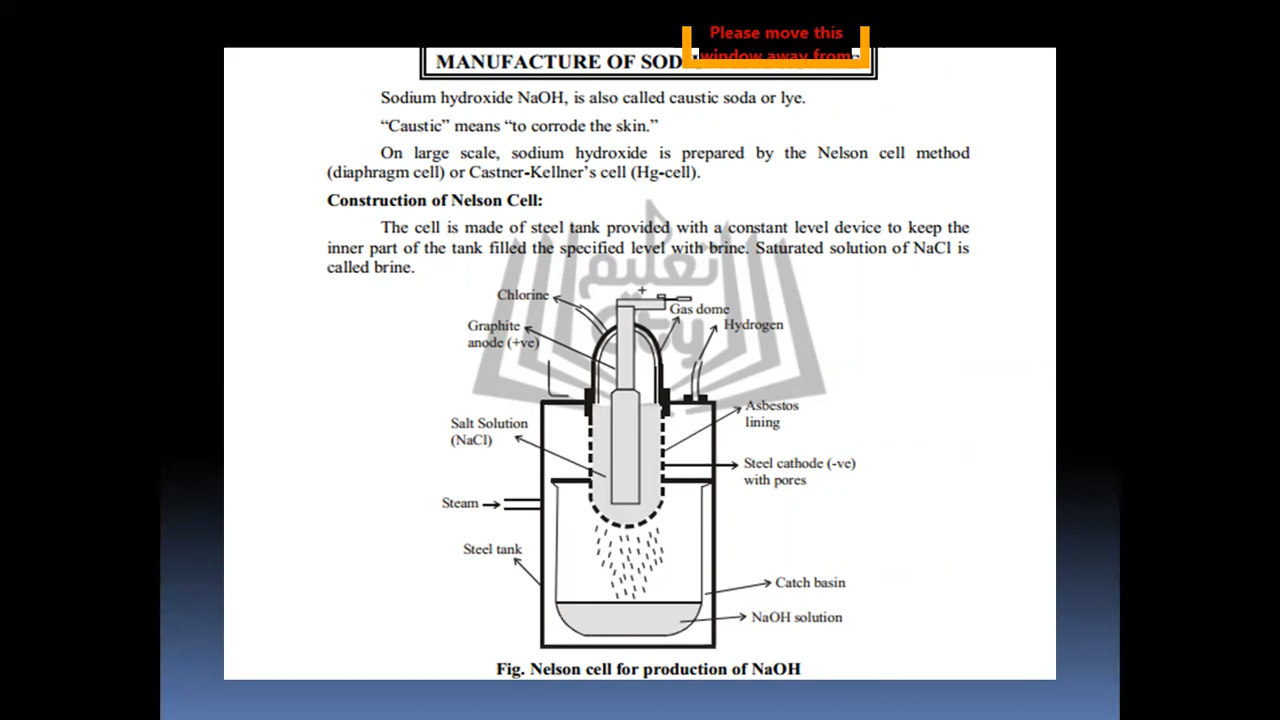 Please move this
window away from
MANUFACTURE OF SOD
Sodium hydroxide NaOH, is also called caustic soda or lye.
“Caustic” means “to corrode the skin.”
On large scale, sodium hydroxide is prepared by the Nelson cell method
(diaphragm cell) or Castner-Kellner’s cell (Hg-cell).
Construction of Nelson Cell:
The cell is made of steel tank provided with a constant level device to keep the
inner part of the tank filled the specified level with brine. Saturated solution of NaCl is
called brine.
تعلیم
City
+
Chlorine
Gas dome
Graphite
anode (+ve)
Hydrogen
Asbestos
lining
Salt Solution
(NaCl)
Steel cathode (-ve)
with pores
Steam
Steel tank
Catch basin
NaOH solution
Fig. Nelson cell for production of NaOH